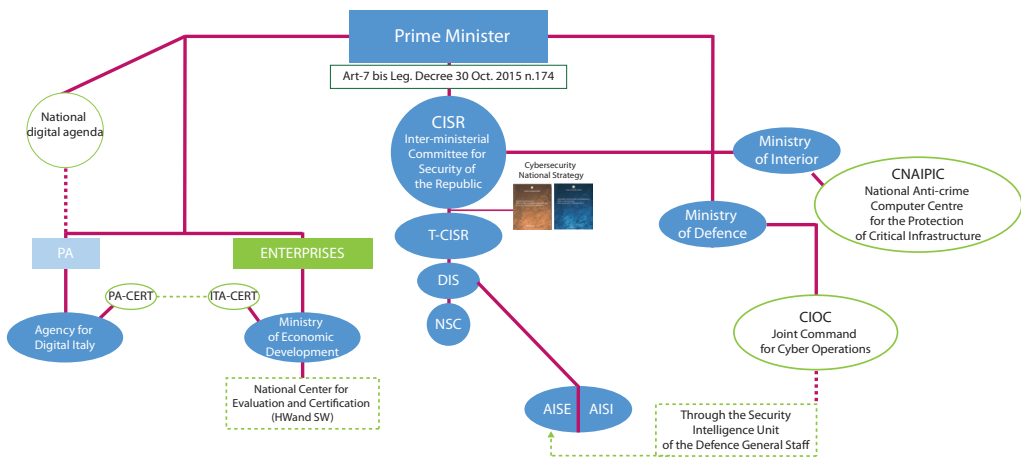 Prime Minister
Art-7 bis Leg. Decree 30 Oct. 2015 n.174
National
digital agenda
CISR
Inter-ministerial
Committee for
Security of
the Republic
Cybersecurity
National Strategy
Ministry
of Interior
CNAIPIC
National Anti-crime
Computer Centre
for the Protection
of Critical Infrastructure
Ministry
of Defence
T-CISR
PA
ENTERPRISES
DIS
PA-CERT
ITA-CERT
NSC
Agency for
Digital Italy
Ministry
of Economic
Development
CIOC
Joint Command
for Cyber Operations
National Center for
Evaluation and Certification
(HWand SW)
AISE
AISI
Through the Security
Intelligence Unit
of the Defence General Staff